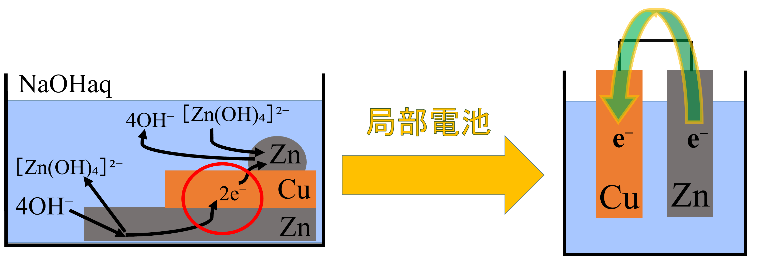 NaOHaq
4OH⁻ [Zn(OH)₄]²⁻
Zn
[Zn(OH)₄]²⁻
2e⁻ Cu
4OH⁻
Zn
局部電池
e⁻ e⁻
Cu Zn